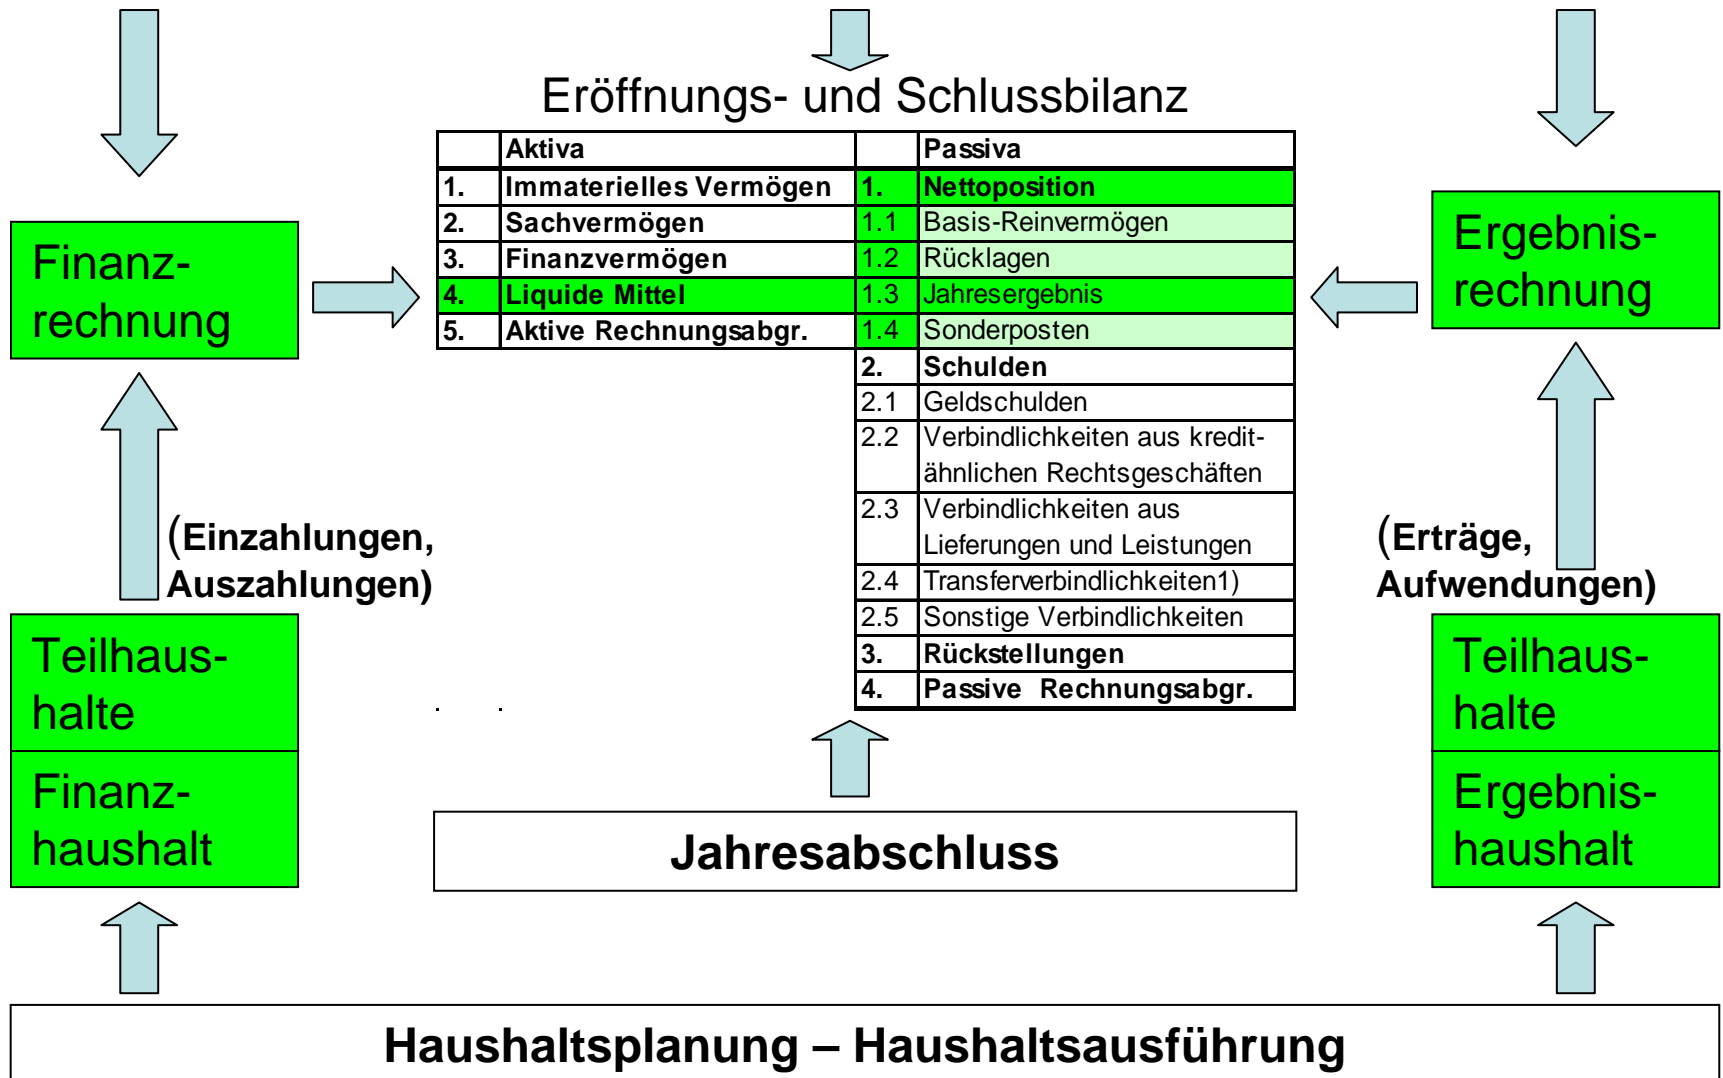 Eröffnungs- und Schlussbilanz
Aktiva Passiva
1. Immaterielles Vermögen 1. Nettoposition
2. Sachvermögen 1.1 Basis-Reinvermögen
3. Finanzvermögen 1.2 Rücklagen
4. Liquide Mittel 1.3 Jahresergebnis
5. Aktive Rechnungsabgr. 1.4 Sonderposten
2. Schulden
2.1 Geldschulden
2.2 Verbindlichkeiten aus kredit-
ähnlichen Rechtsgeschäften
2.3 Verbindlichkeiten aus
Lieferungen und Leistungen
2.4 Transferverbindlichkeiten1)
2.5 Sonstige Verbindlichkeiten
3. Rückstellungen
4. Passive Rechnungsabgr.
Finanz-
rechnung
(Einzahlungen,
Auszahlungen)
Teilhaus-
halte
Finanz-
haushalt
Ergebnis-
rechnung
(Erträge,
Aufwendungen)
Teilhaus-
halte
Ergebnis-
haushalt
Jahresabschluss
Haushaltsplanung – Haushaltsausführung